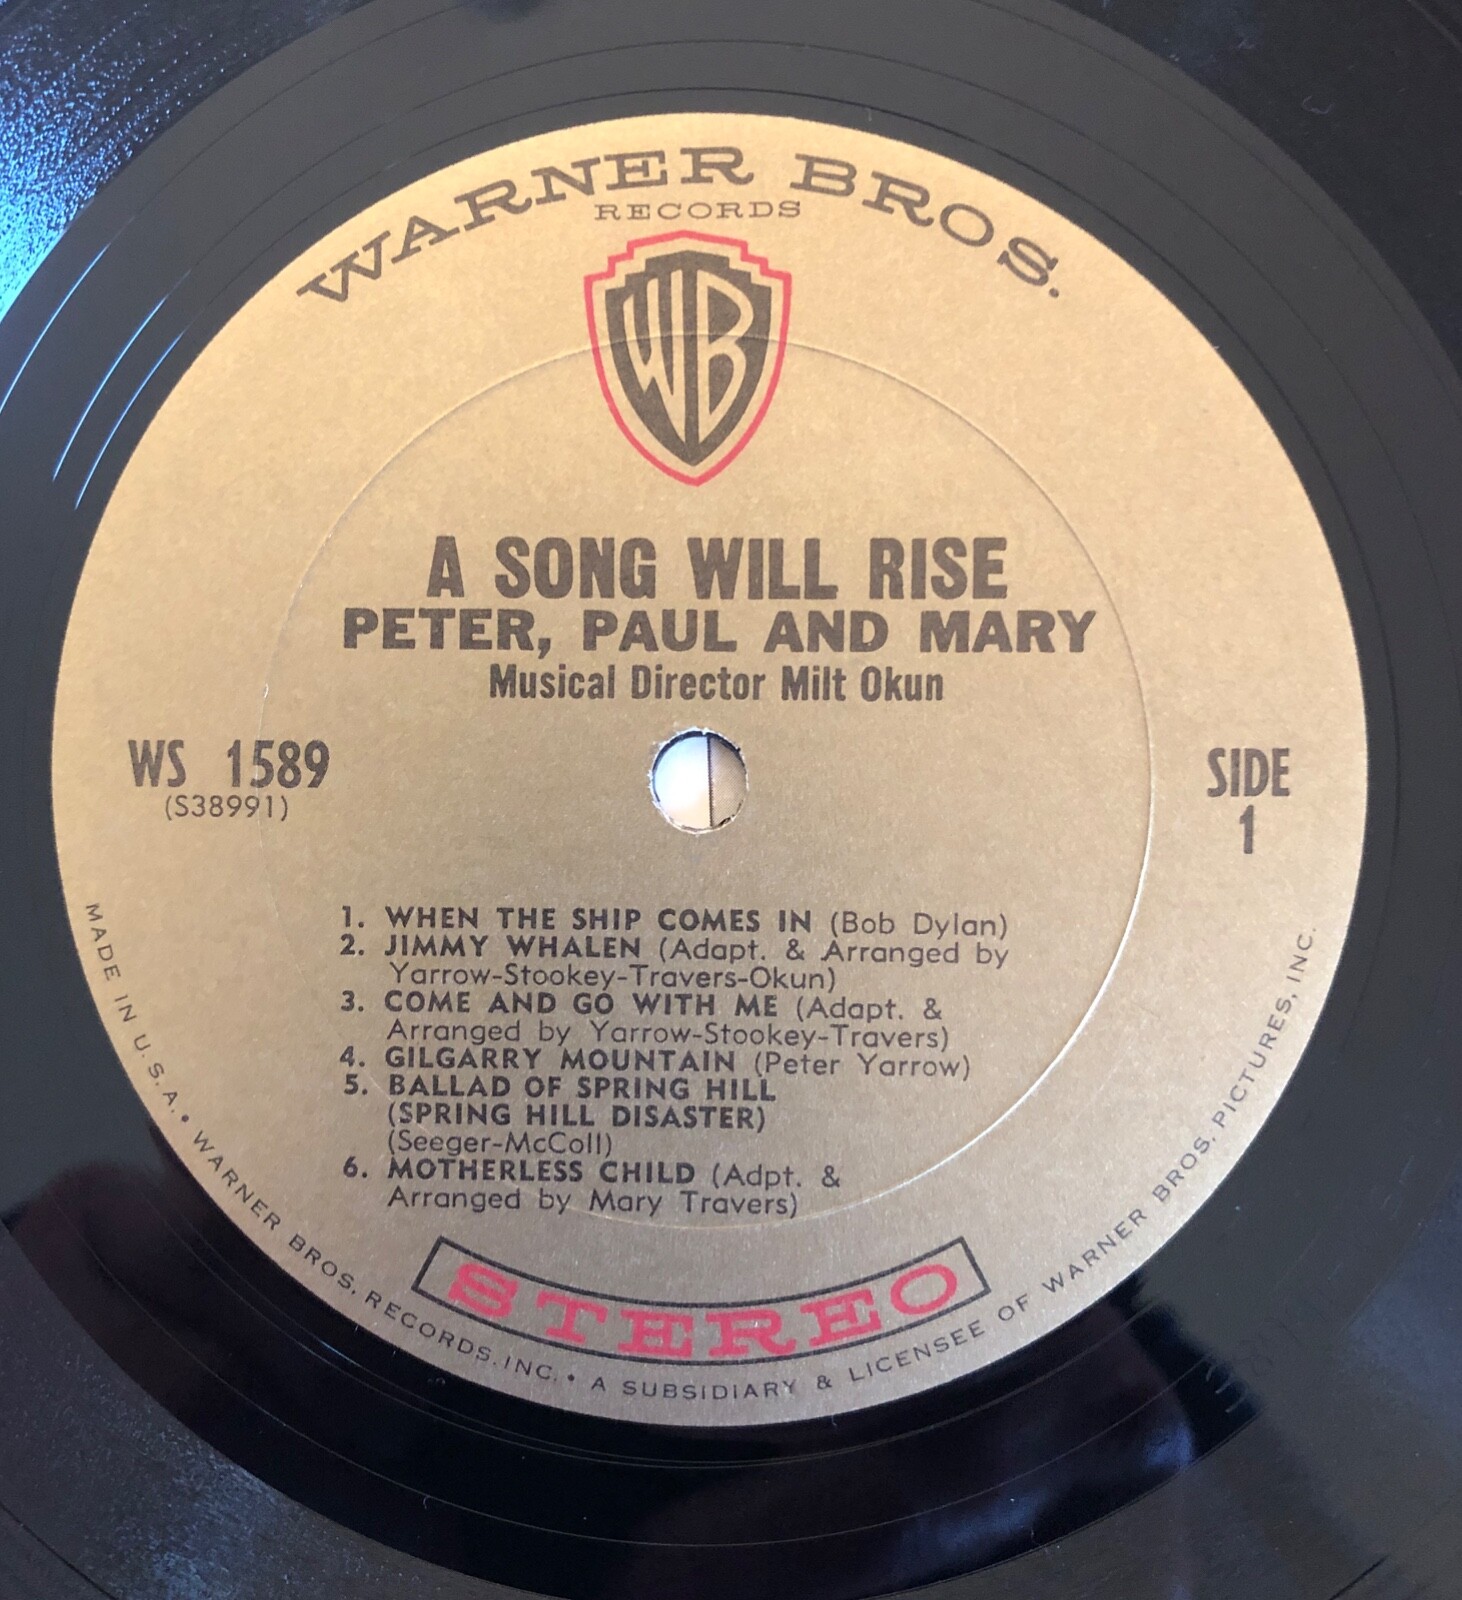 WARNER BROS.
RECORDS
WB
A SONG WILL RISE
PETER, PAUL AND MARY
Musical Director Milt Okun
WS 1589
(S38991)
SIDE
1
1. WHEN THE SHIP COMES IN (Bob Dylan)
2. JIMMY WHALEN (Adapt. & Arranged by
Yarrow-Stookey-Travers-Okun)
3. COME AND GO WITH ME (Adapt. &
Arranged by Yarrow-Stookey-Travers)
4. GILGARRY MOUNTAIN (Peter Yarrow)
5. BALLAD OF SPRING HILL
(SPRING HILL DISASTER)
(Seeger-McColl)
6. MOTHERLESS CHILD (Adpt. &
Arranged by Mary Travers)
STEREO
MADE IN U.S.A. • WARNER BROS. RECORDS, INC. • A SUBSIDIARY & LICENSEE OF WARNER BROS. PICTURES, INC.